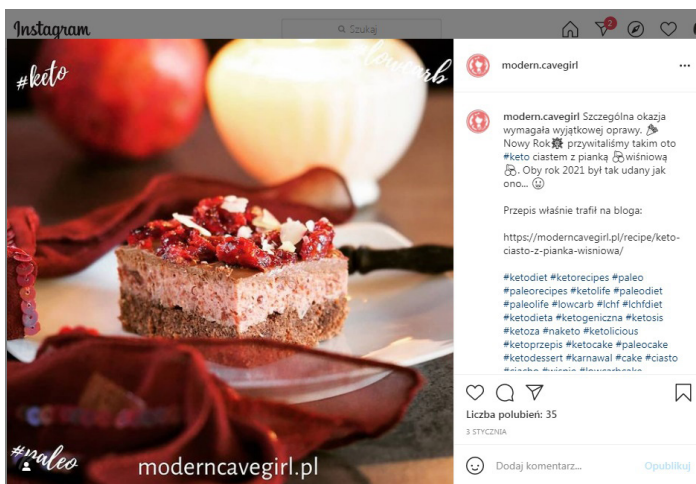 Instagram
Szukaj
2
#keto
lowcarb
#paleo
moderncavegirl.pl
modern.cavegirl
modern.cavegirl Szczególna okazja
wymagała wyjątkowej oprawy.
Nowy Rok przywitaliśmy takim oto
#keto ciastem z pianką wiśniową
. Oby rok 2021 był tak udany jak
ono...
Przepis właśnie trafił na bloga:
https://moderncavegirl.pl/recipe/keto-
ciasto-z-pianka-wisniowa/
#ketodiet #ketorecipes #paleo
#paleorecipes #ketolife #paleodiet
#paleolife #lowcarb #lchf #lchfdiet
#ketodieta #ketogeniczna #ketosis
#ketoza #naketo #ketolicious
#ketoprzepis #ketocake #paleocake
#ketodessert #karnawal #cake #ciasto
#ciacho #wisnie #lowcarbcake
Liczba polubień: 35
3 STYCZNIA
Dodaj komentarz...
Opublikuj